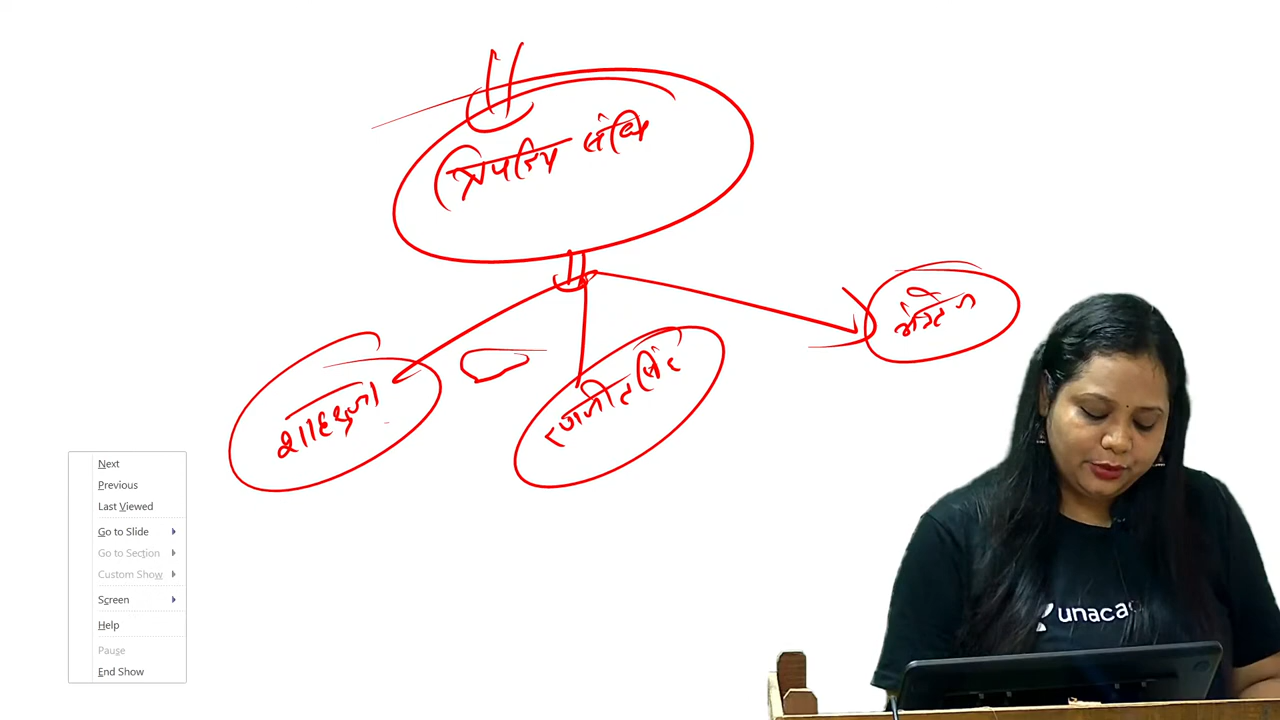 त्रिपक्षिय संधि
शाहशुजा
रणजीत सिंह
अंग्रेज
Next
Previous
Last Viewed
Go to Slide
Go to Section
Custom Show
Screen
Help
Pause
End Show
unaca